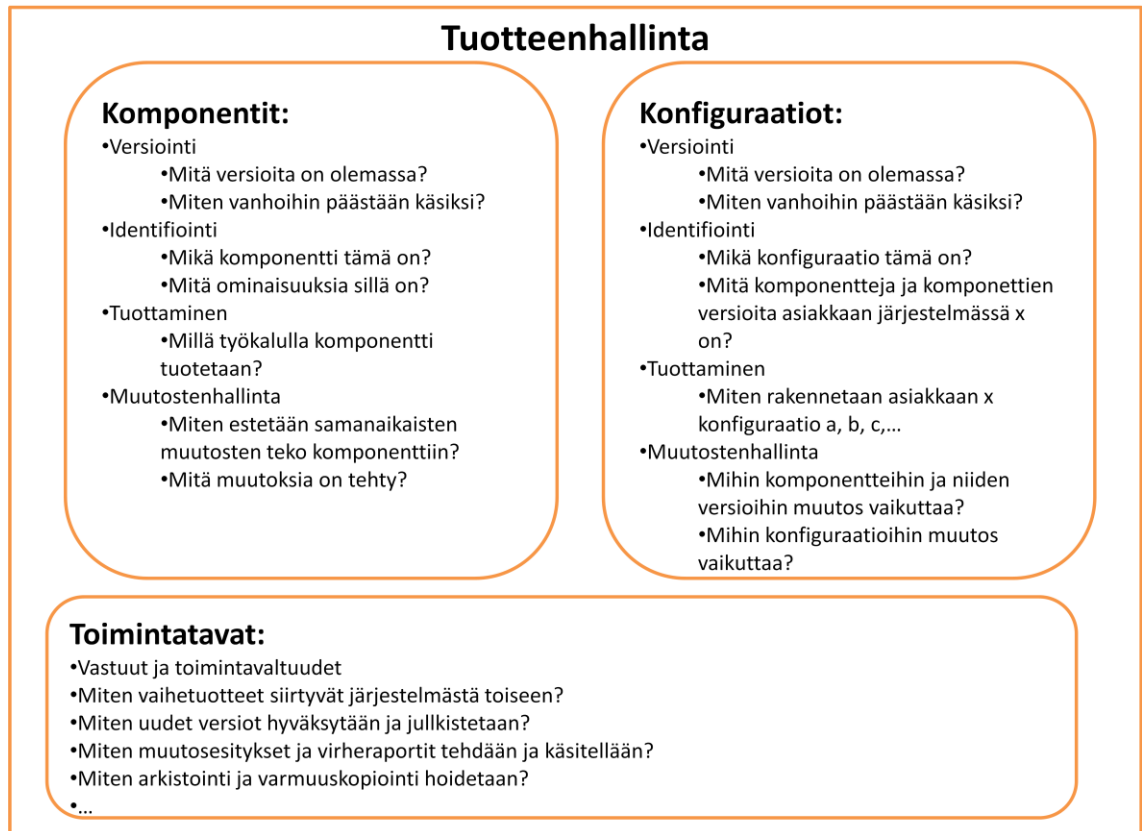 Tuotteenhallinta
Komponentit:
•Versiointi
•Mitä versioita on olemassa?
•Miten vanhoihin päästään käsiksi?
•Identifiointi
•Mikä komponentti tämä on?
•Mitä ominaisuuksia sillä on?
•Tuottaminen
•Millä työkalulla komponentti
tuotetaan?
•Muutostenhallinta
•Miten estetään samanaikaisten
muutosten teko komponenttiin?
•Mitä muutoksia on tehty?
Konfiguraatiot:
•Versiointi
•Mitä versioita on olemassa?
•Miten vanhoihin päästään käsiksi?
•Identifiointi
•Mikä konfiguraatio tämä on?
•Mitä komponentteja ja komponettien
versioita asiakkaan järjestelmässä x
on?
•Tuottaminen
•Miten rakennetaan asiakkaan x
konfiguraatio a, b, c,...
•Muutostenhallinta
•Mihin komponentteihin ja niiden
versioihin muutos vaikuttaa?
•Mihin konfiguraatioihin muutos
vaikuttaa?
Toimintatavat:
•Vastuut ja toimintavaltuudet
•Miten vaihetuotteet siirtyvät järjestelmästä toiseen?
•Miten uudet versiot hyväksytään ja jullkistetaan?
•Miten muutosesitykset ja virheraportit tehdään ja käsitellään?
•Miten arkistointi ja varmuuskopiointi hoidetaan?
•...